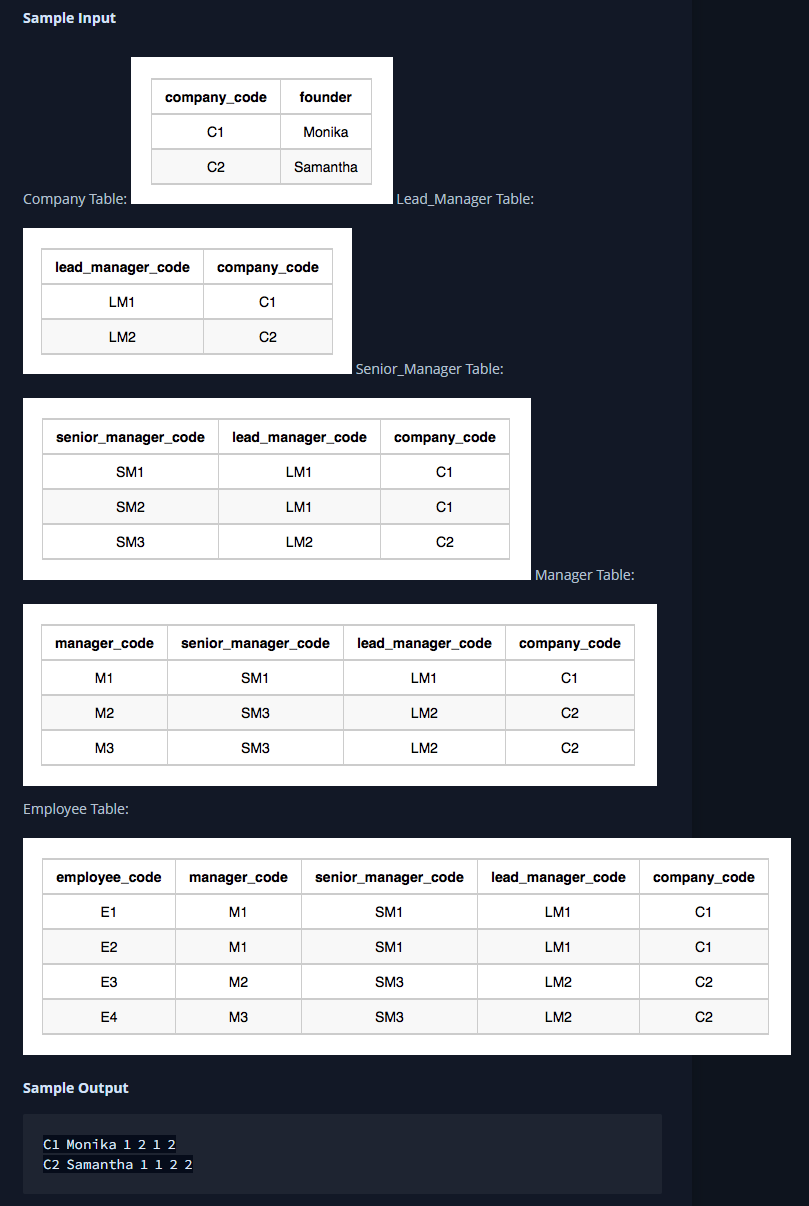 Sample Input
company_code founder
C1 Monika
C2 Samantha
Company Table: Lead_Manager Table:
lead_manager_code company_code
LM1 C1
LM2 C2
Senior_Manager Table:
senior_manager_code lead_manager_code company_code
SM1 LM1 C1
SM2 LM1 C1
SM3 LM2 C2
Manager Table:
manager_code senior_manager_code lead_manager_code company_code
M1 SM1 LM1 C1
M2 SM3 LM2 C2
M3 SM3 LM2 C2
Employee Table:
employee_code manager_code senior_manager_code lead_manager_code company_code
E1 M1 SM1 LM1 C1
E2 M1 SM1 LM1 C1
E3 M2 SM3 LM2 C2
E4 M3 SM3 LM2 C2
Sample Output
C1 Monika 1 2 1 2
C2 Samantha 1 1 2 2